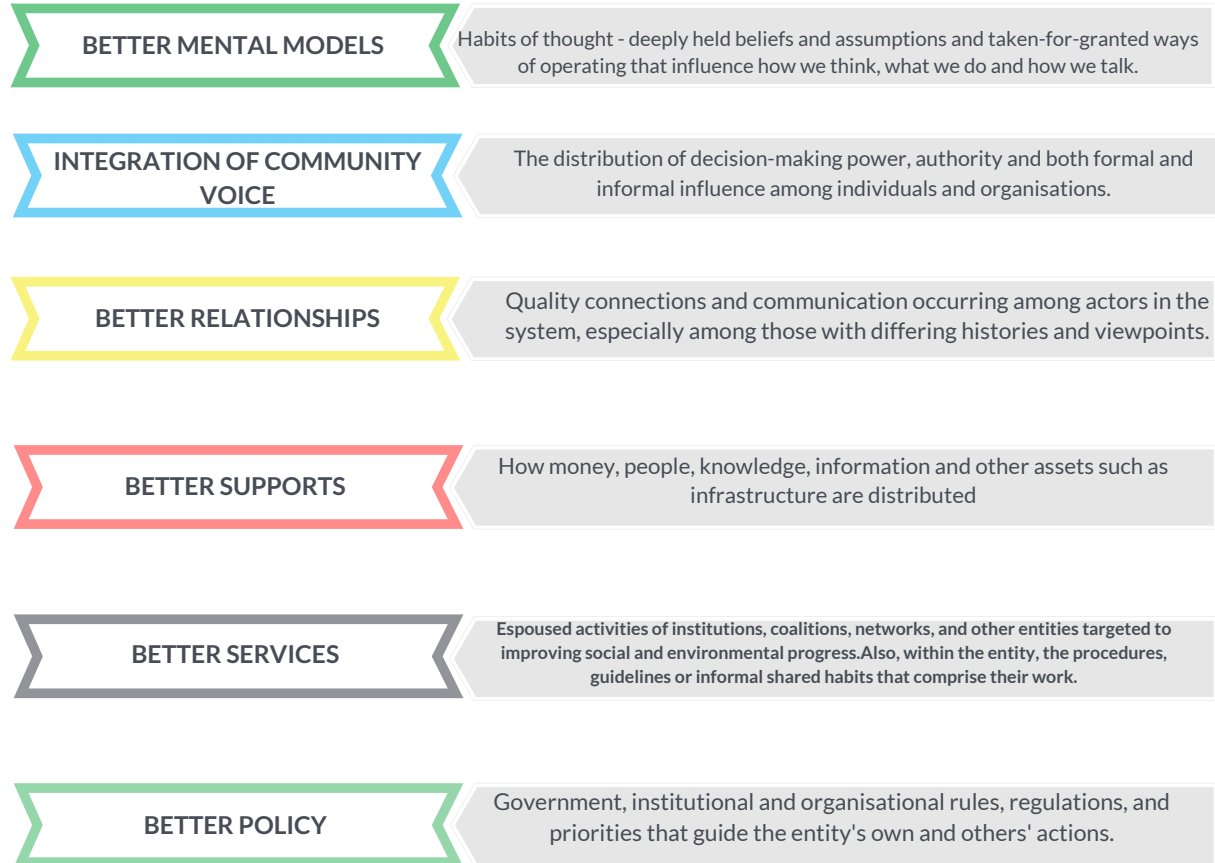 BETTER MENTAL MODELS
Habits of thought - deeply held beliefs and assumptions and taken-for-granted ways
of operating that influence how we think, what we do and how we talk.
INTEGRATION OF COMMUNITY
VOICE
The distribution of decision-making power, authority and both formal and
informal influence among individuals and organisations.
BETTER RELATIONSHIPS
Quality connections and communication occurring among actors in the
system, especially among those with differing histories and viewpoints.
BETTER SUPPORTS
How money, people, knowledge, information and other assets such as
infrastructure are distributed
BETTER SERVICES
Espoused activities of institutions, coalitions, networks, and other entities targeted to
improving social and environmental progress.Also, within the entity, the procedures,
guidelines or informal shared habits that comprise their work.
BETTER POLICY
Government, institutional and organisational rules, regulations, and
priorities that guide the entity's own and others' actions.